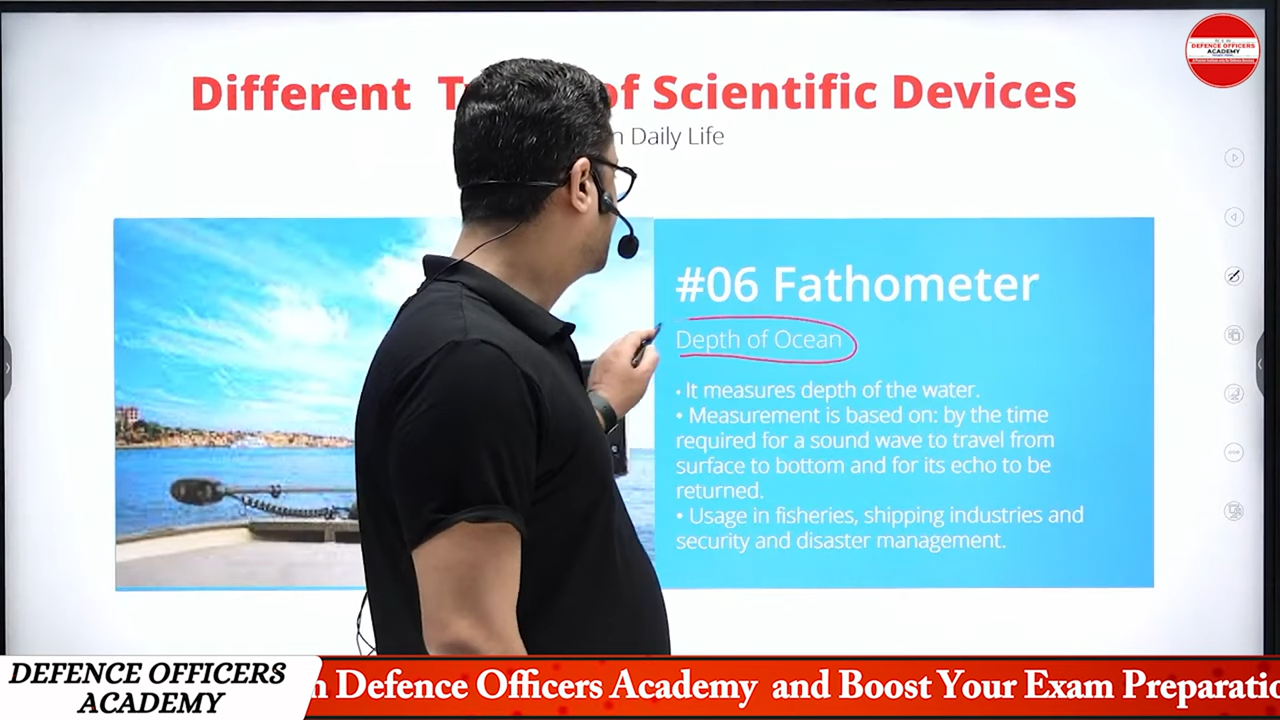 DEFENCE OFFICERS
ACADEMY
Different of Scientific Devices
Daily Life
#06 Fathometer
Depth of Ocean
• It measures depth of the water.
• Measurement is based on: by the time
required for a sound wave to travel from
surface to bottom and for its echo to be
returned.
• Usage in fisheries, shipping industries and
security and disaster management.
DEFENCE OFFICERS
ACADEMY
Defence Officers Academy and Boost Your Exam